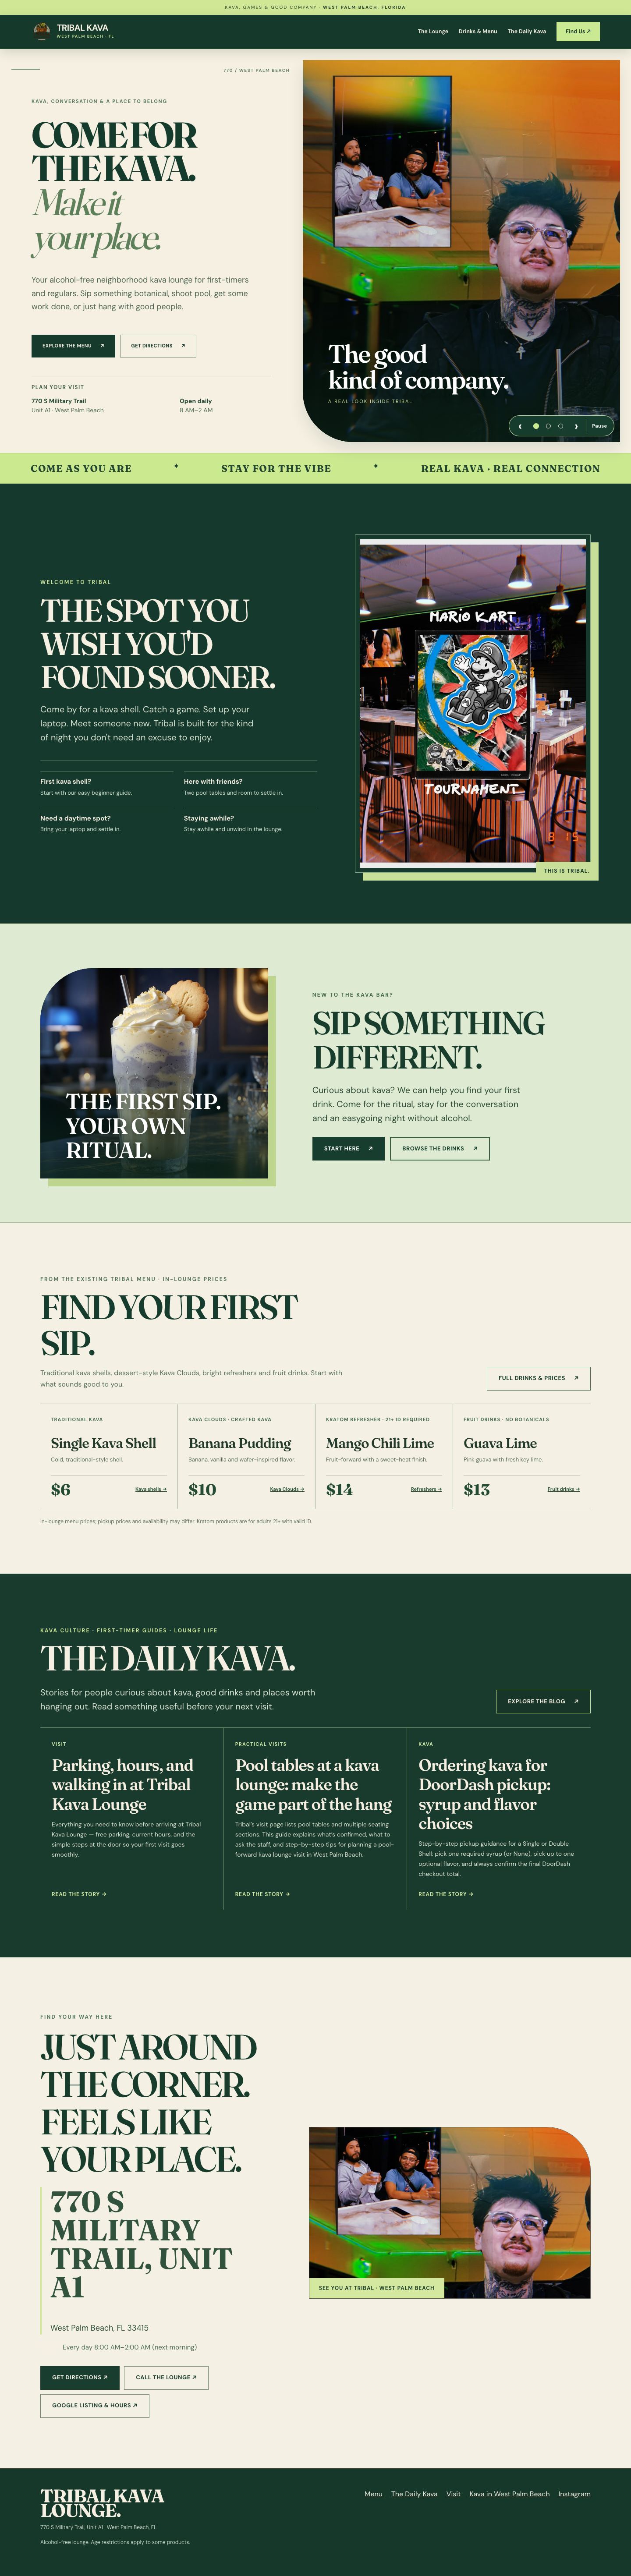 KAVA, GAMES & GOOD COMPANY · WEST PALM BEACH, FLORIDA
TRIBAL KAVA
WEST PALM BEACH · FL
The Lounge
Drinks & Menu
The Daily Kava
Find Us ↗
770 / WEST PALM BEACH
KAVA, CONVERSATION & A PLACE TO BELONG
COME FOR
THE KAVA.
Make it
your place.
Your alcohol-free neighborhood kava lounge for first-timers
and regulars. Sip something botanical, shoot pool, get some
work done, or just hang with good people.
EXPLORE THE MENU ↗
GET DIRECTIONS ↗
PLAN YOUR VISIT
770 S Military Trail
Unit A1 · West Palm Beach
Open daily
8 AM–2 AM
The good
kind of company.
A REAL LOOK INSIDE TRIBAL
‹ › Pause
COME AS YOU ARE ✦ STAY FOR THE VIBE ✦ REAL KAVA · REAL CONNECTION
WELCOME TO TRIBAL
THE SPOT YOU
WISH YOU'D
FOUND SOONER.
Come by for a kava shell. Catch a game. Set up your
laptop. Meet someone new. Tribal is built for the kind
of night you don't need an excuse to enjoy.
First kava shell?
Start with our easy beginner guide.
Here with friends?
Two pool tables and room to settle in.
Need a daytime spot?
Bring your laptop and settle in.
Staying awhile?
Stay awhile and unwind in the lounge.
MARIO KART
TOURNAMENT
8 15
THIS IS TRIBAL.
THE FIRST SIP.
YOUR OWN
RITUAL.
NEW TO THE KAVA BAR?
SIP SOMETHING
DIFFERENT.
Curious about kava? We can help you find your first
drink. Come for the ritual, stay for the conversation
and an easygoing night without alcohol.
START HERE ↗
BROWSE THE DRINKS ↗
FROM THE EXISTING TRIBAL MENU · IN-LOUNGE PRICES
FIND YOUR FIRST
SIP.
Traditional kava shells, dessert-style Kava Clouds, bright refreshers and fruit drinks. Start with
what sounds good to you.
FULL DRINKS & PRICES ↗
TRADITIONAL KAVA
Single Kava Shell
Cold, traditional-style shell.
$6
Kava shells →
KAVA CLOUDS · CRAFTED KAVA
Banana Pudding
Banana, vanilla and wafer-inspired flavor.
$10
Kava Clouds →
KRATOM REFRESHER · 21+ ID REQUIRED
Mango Chili Lime
Fruit-forward with a sweet-heat finish.
$14
Refreshers →
FRUIT DRINKS · NO BOTANICALS
Guava Lime
Pink guava with fresh key lime.
$13
Fruit drinks →
In-lounge menu prices; pickup prices and availability may differ. Kratom products are for adults 21+ with valid ID.
KAVA CULTURE · FIRST-TIMER GUIDES · LOUNGE LIFE
THE DAILY KAVA.
Stories for people curious about kava, good drinks and places worth
hanging out. Read something useful before your next visit.
EXPLORE THE BLOG ↗
VISIT
Parking, hours, and
walking in at Tribal
Kava Lounge
Everything you need to know before arriving at Tribal
Kava Lounge — free parking, current hours, and the
simple steps at the door so your first visit goes
smoothly.
READ THE STORY →
PRACTICAL VISITS
Pool tables at a kava
lounge: make the
game part of the hang
Tribal's visit page lists pool tables and multiple seating
sections. This guide explains what's confirmed, what to
ask the staff, and step-by-step tips for planning a pool-
forward kava lounge visit in West Palm Beach.
READ THE STORY →
KAVA
Ordering kava for
DoorDash pickup:
syrup and flavor
choices
Step-by-step pickup guidance for a Single or Double
Shell: pick one required syrup (or None), pick up to one
optional flavor, and always confirm the final DoorDash
checkout total.
READ THE STORY →
FIND YOUR WAY HERE
JUST AROUND
THE CORNER.
FEELS LIKE
YOUR PLACE.
770 S
MILITARY
TRAIL, UNIT
A1
West Palm Beach, FL 33415
Every day 8:00 AM–2:00 AM (next morning)
GET DIRECTIONS ↗
CALL THE LOUNGE ↗
GOOGLE LISTING & HOURS ↗
SEE YOU AT TRIBAL · WEST PALM BEACH
TRIBAL KAVA
LOUNGE.
770 S Military Trail, Unit A1 · West Palm Beach, FL
Alcohol-free lounge. Age restrictions apply to some products.
Menu
The Daily Kava
Visit
Kava in West Palm Beach
Instagram